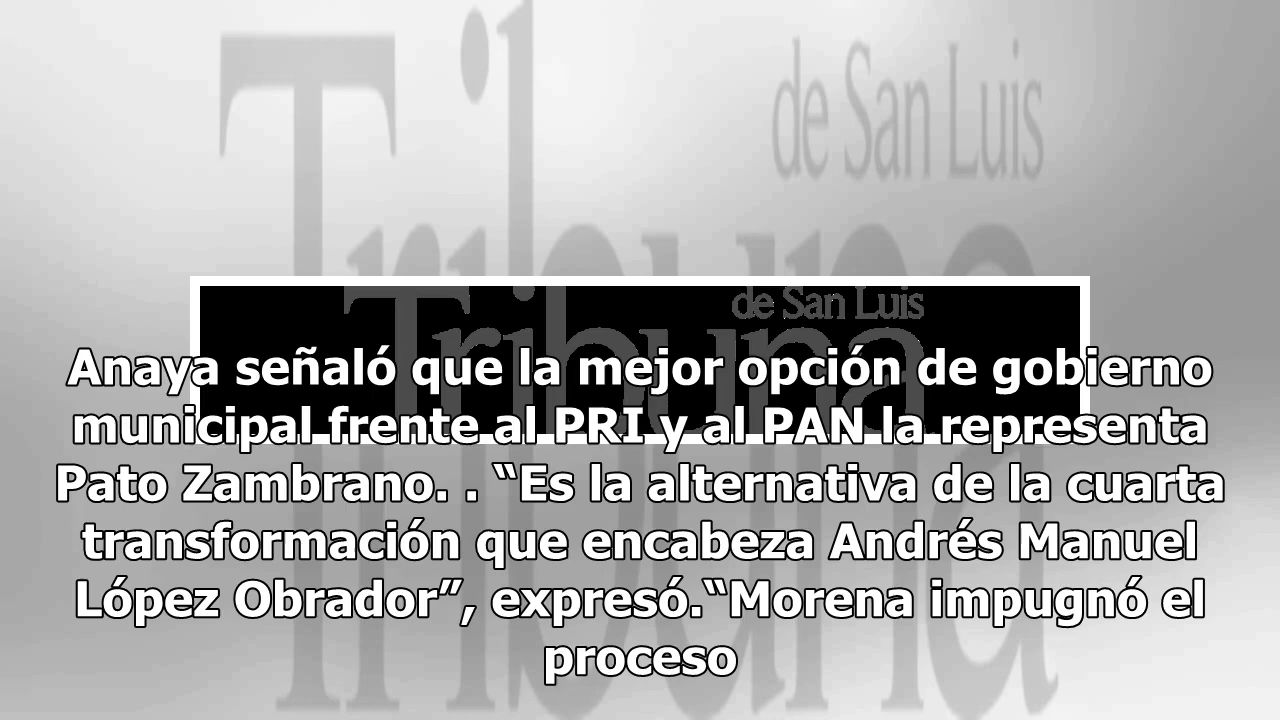 de San Luis
Tribuna
de San Luis
Tribuna
Anaya señaló que la mejor opción de gobierno
municipal frente al PRI y al PAN la representa
Pato Zambrano. . “Es la alternativa de la cuarta
transformación que encabeza Andrés Manuel
López Obrador”, expresó.“Morena impugnó el
proceso